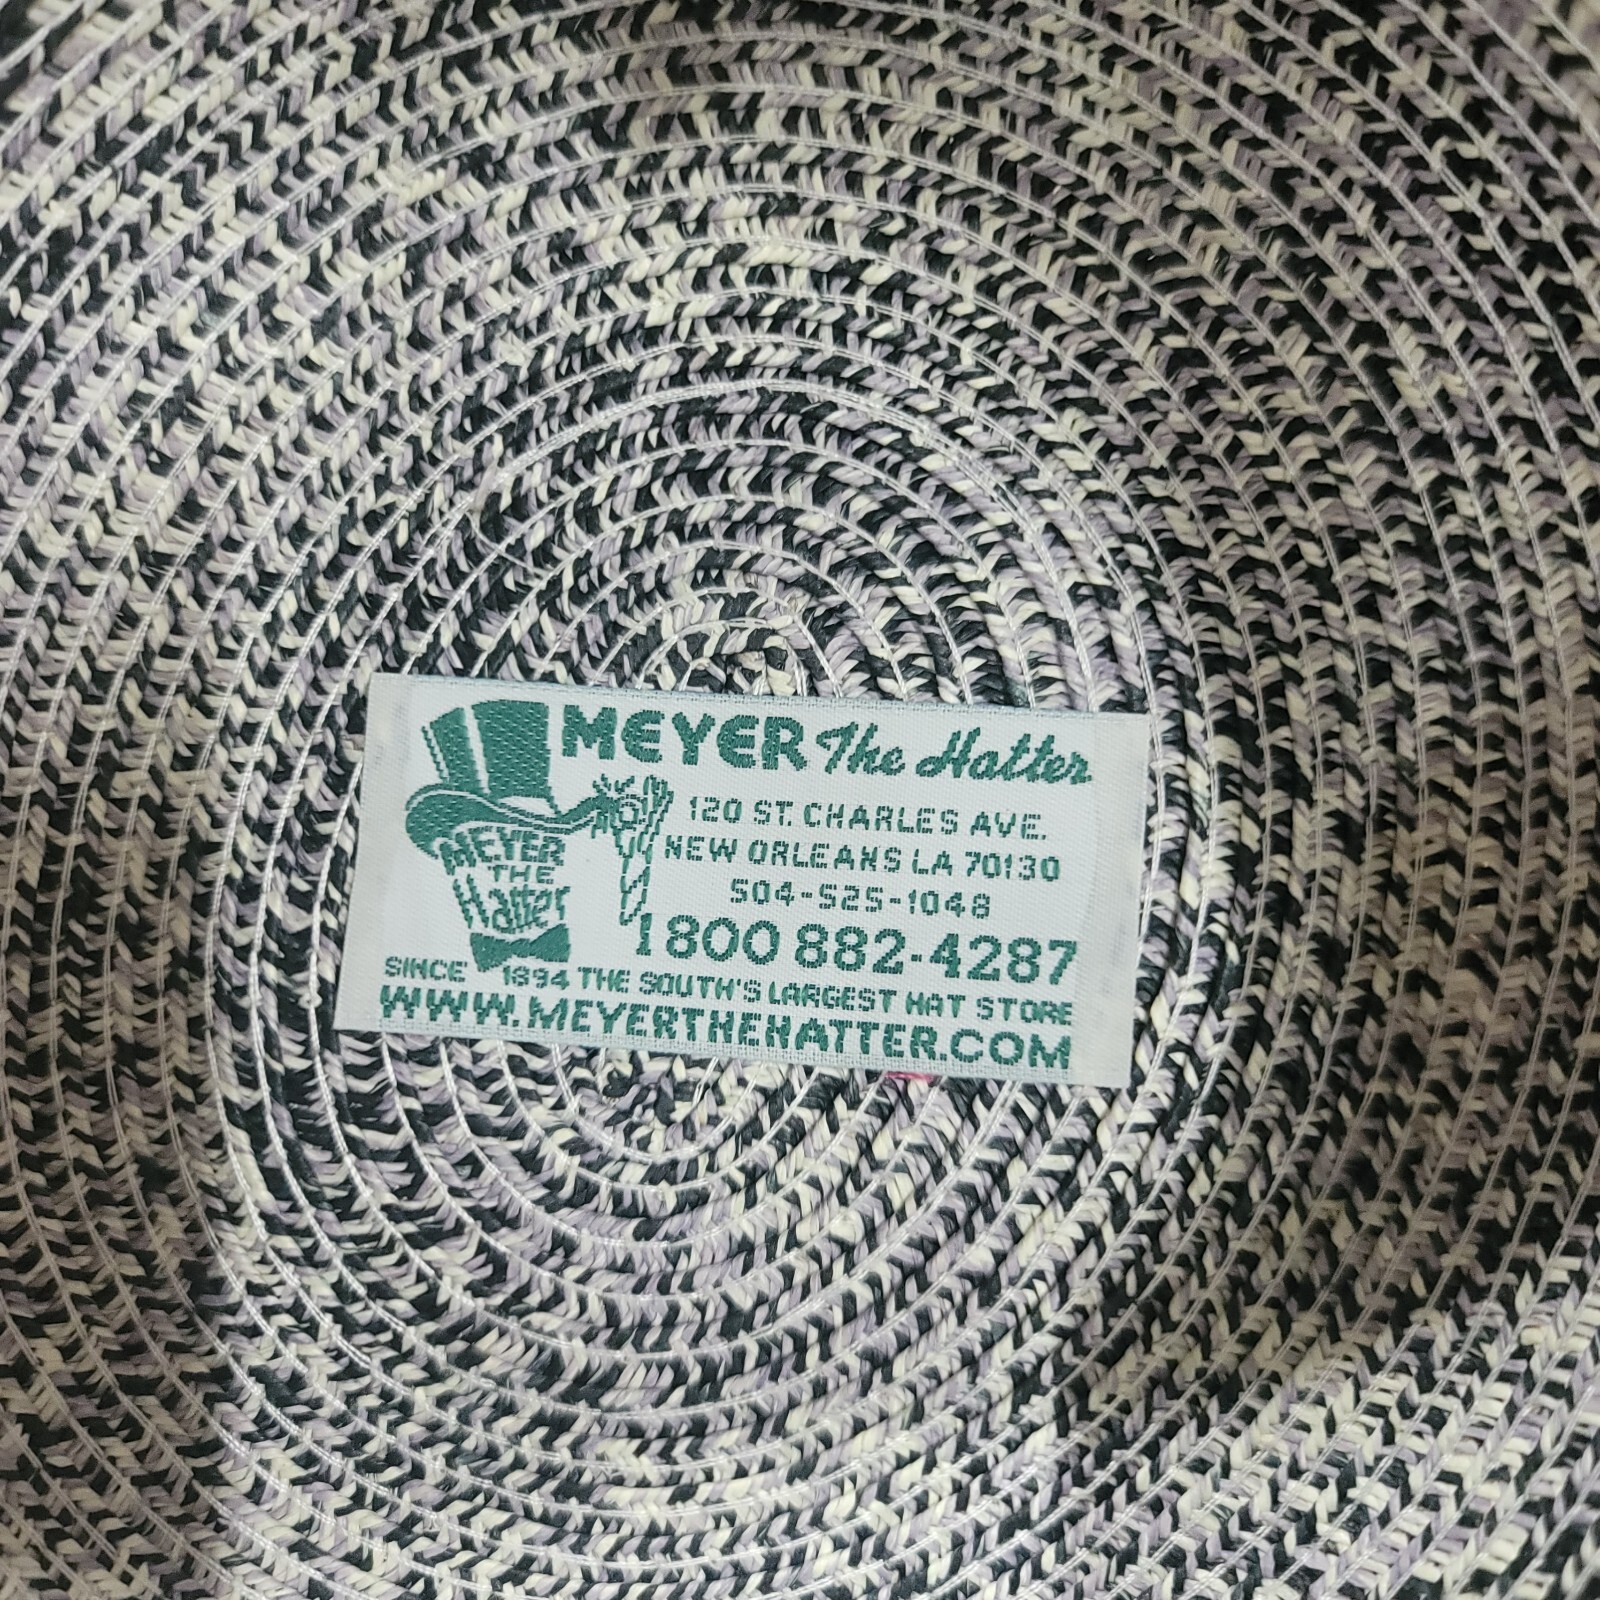 MEYER The Hatter
120 ST. CHARLES AVE.
NEW ORLEANS LA 70130
504-525-1048
1800 882-4287
MEYER
THE
Hatter
SINCE 1894 THE SOUTH'S LARGEST HAT STORE
WWW.MEYERTHEHATTER.COM